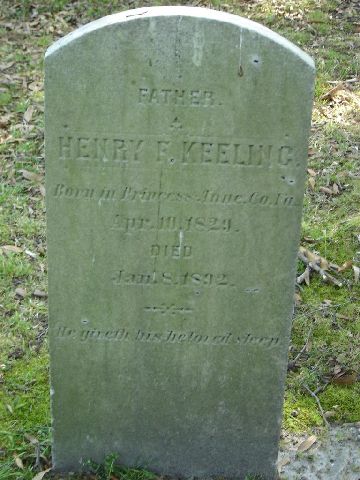 FATHER.
HENRY F. KEELING.
Born in Princess Anne, Co. Va.
Apr. 10, 1829.
DIED
Jan. 8. 1892.
He giveth his beloved sleep.